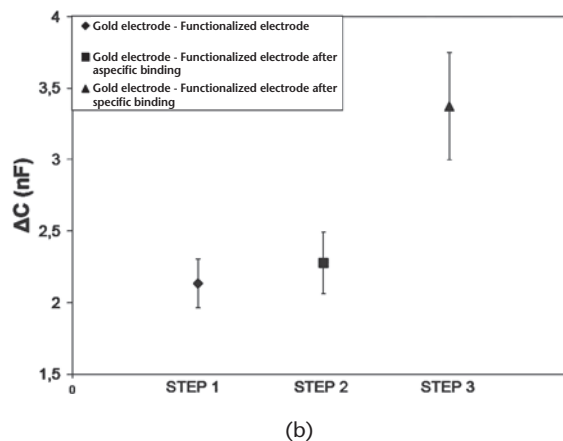 4
3,5
3
2,5
2
1,5
ΔC (nF)
Gold electrode - Functionalized electrode
Gold electrode - Functionalized electrode after
aspecific binding
Gold electrode - Functionalized electrode after
specific binding
0
STEP 1
STEP 2
STEP 3
(b)